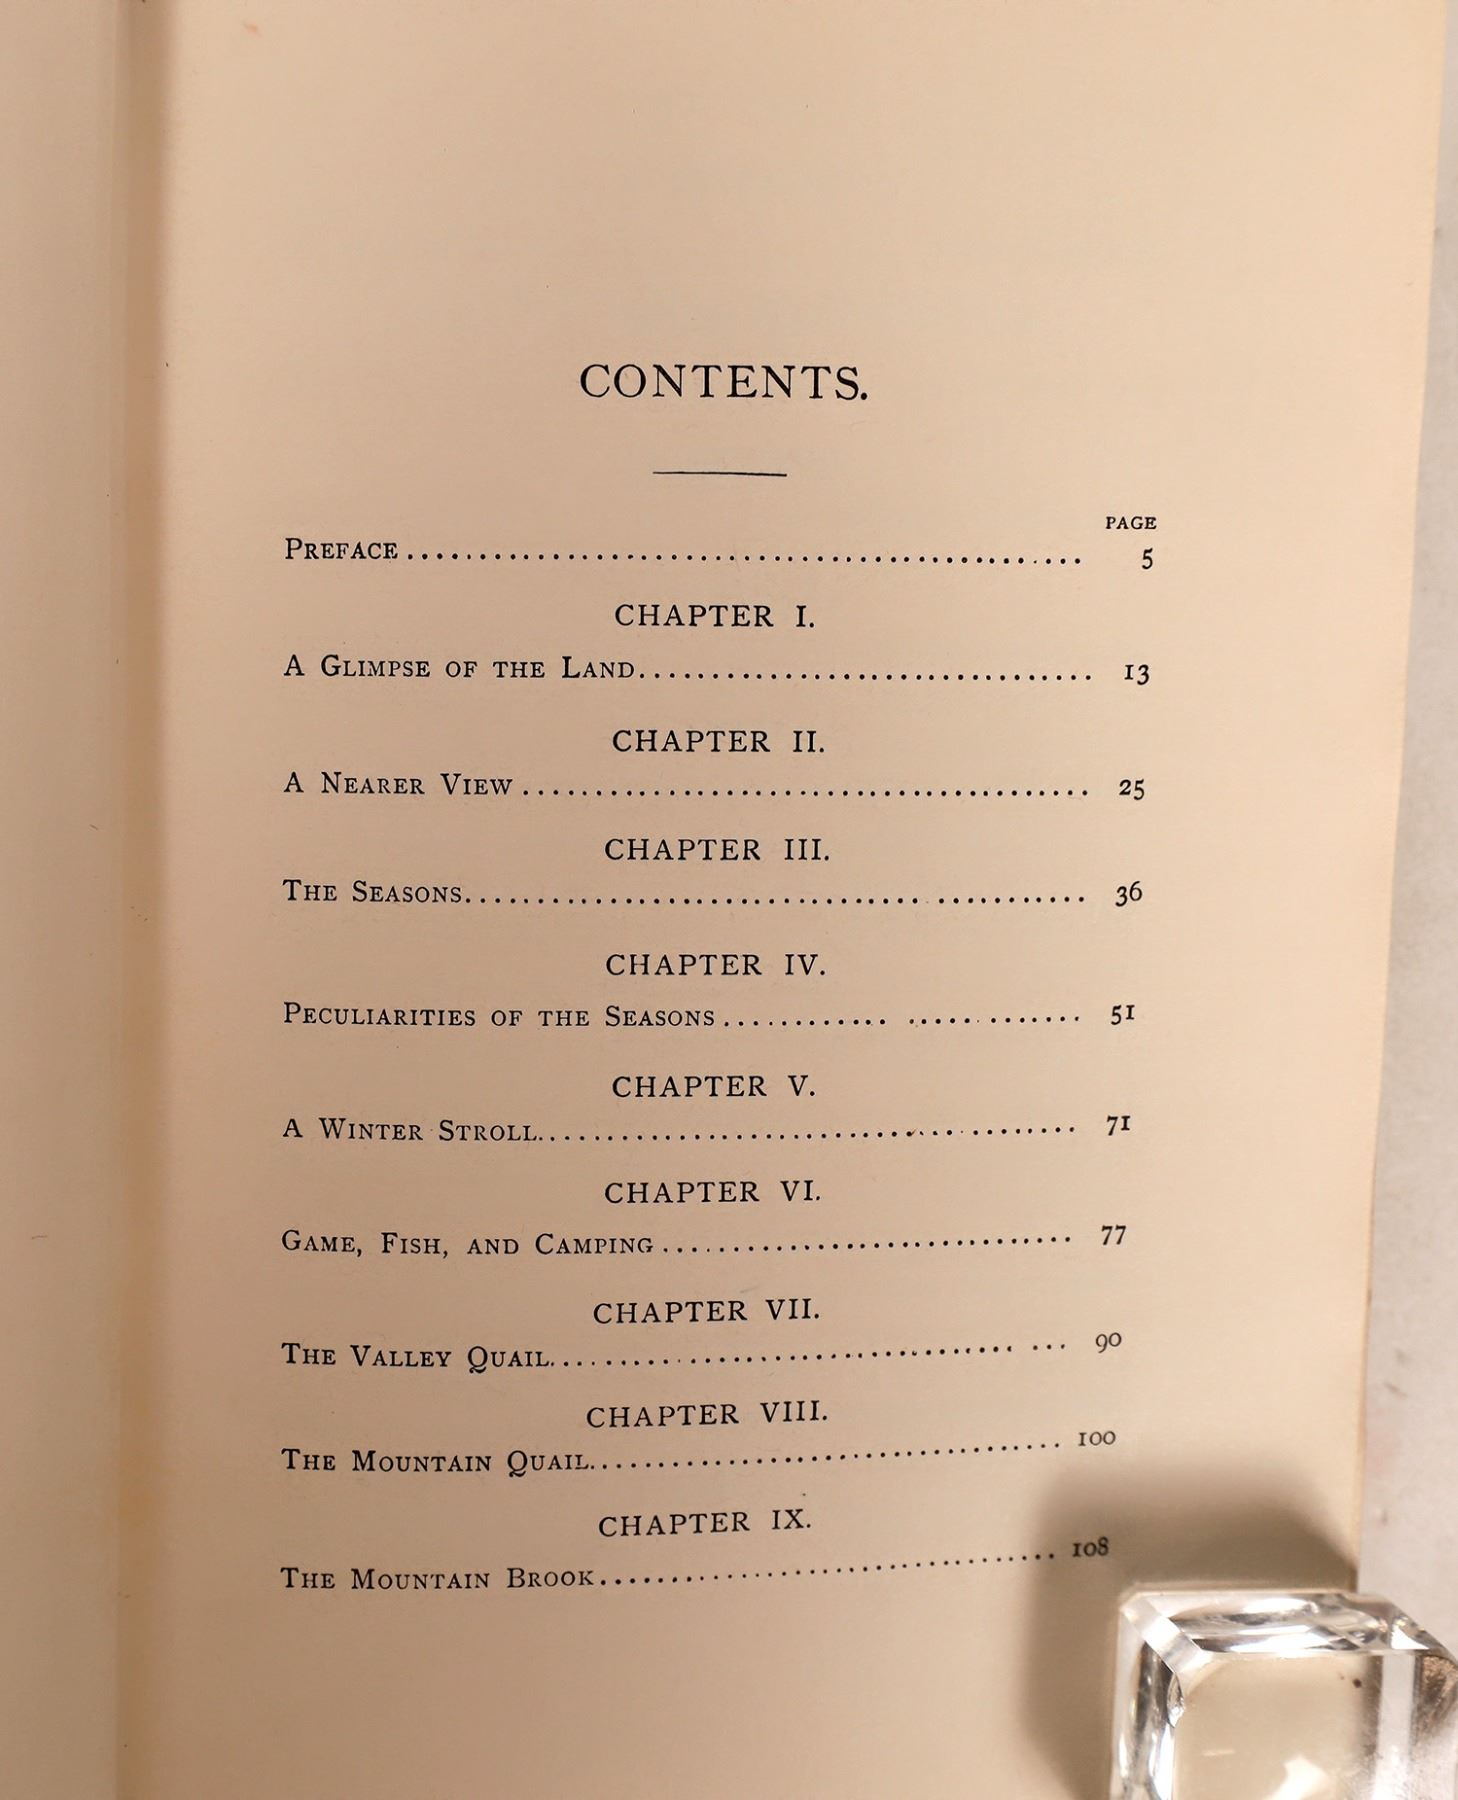 CONTENTS.
PAGE
PREFACE................................................ 5
CHAPTER I.
A GLIMPSE OF THE LAND................................ 13
CHAPTER II.
A NEARER VIEW........................................ 25
CHAPTER III.
THE SEASONS........................................... 36
CHAPTER IV.
PECULIARITIES OF THE SEASONS......................... 51
CHAPTER V.
A WINTER STROLL...................................... 71
CHAPTER VI.
GAME, FISH, AND CAMPING.............................. 77
CHAPTER VII.
THE VALLEY QUAIL..................................... 90
CHAPTER VIII.
THE MOUNTAIN QUAIL................................... 100
CHAPTER IX.
THE MOUNTAIN BROOK................................... 108